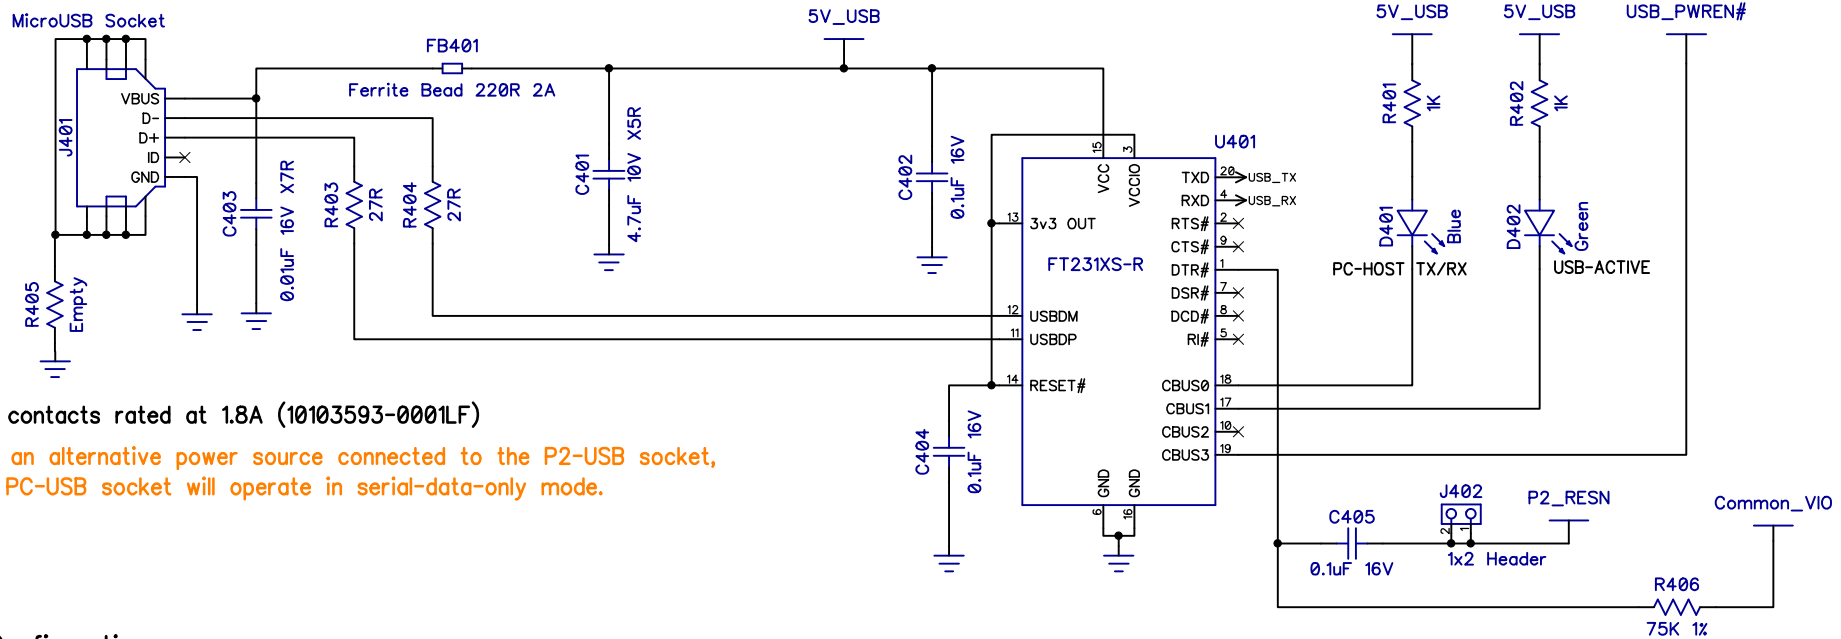 MicroUSB Socket
5V_USB
5V_USB
5V_USB
USB_PWREN#
FB401
Ferrite Bead 220R 2A
VBUS
D-
D+
ID
GND
J401
C403
0.01uF 16V X7R
R403
27R
R404
27R
C401
4.7uF 10V X5R
C402
0.1uF 16V
R401
1K
R402
1K
U401
15
3
VCC
VCCIO
TXD
20
USB_TX
RXD
4
USB_RX
13
3v3 OUT
RTS#
2
CTS#
9
FT231XS-R
DTR#
1
DSR#
7
12
USBDM
DCD#
8
11
USBDP
RI#
5
14
RESET#
CBUS0
18
CBUS1
17
CBUS2
10
CBUS3
19
GND
GND
6
16
D401
Blue
PC-HOST TX/RX
D402
Green
USB-ACTIVE
R405
Empty
contacts rated at 1.8A (10103593-0001LF)
an alternative power source connected to the P2-USB socket,
PC-USB socket will operate in serial-data-only mode.
C404
0.1uF 16V
J402
2
1
1x2 Header
P2_RESN
Common_VIO
C405
0.1uF 16V
R406
75K 1%